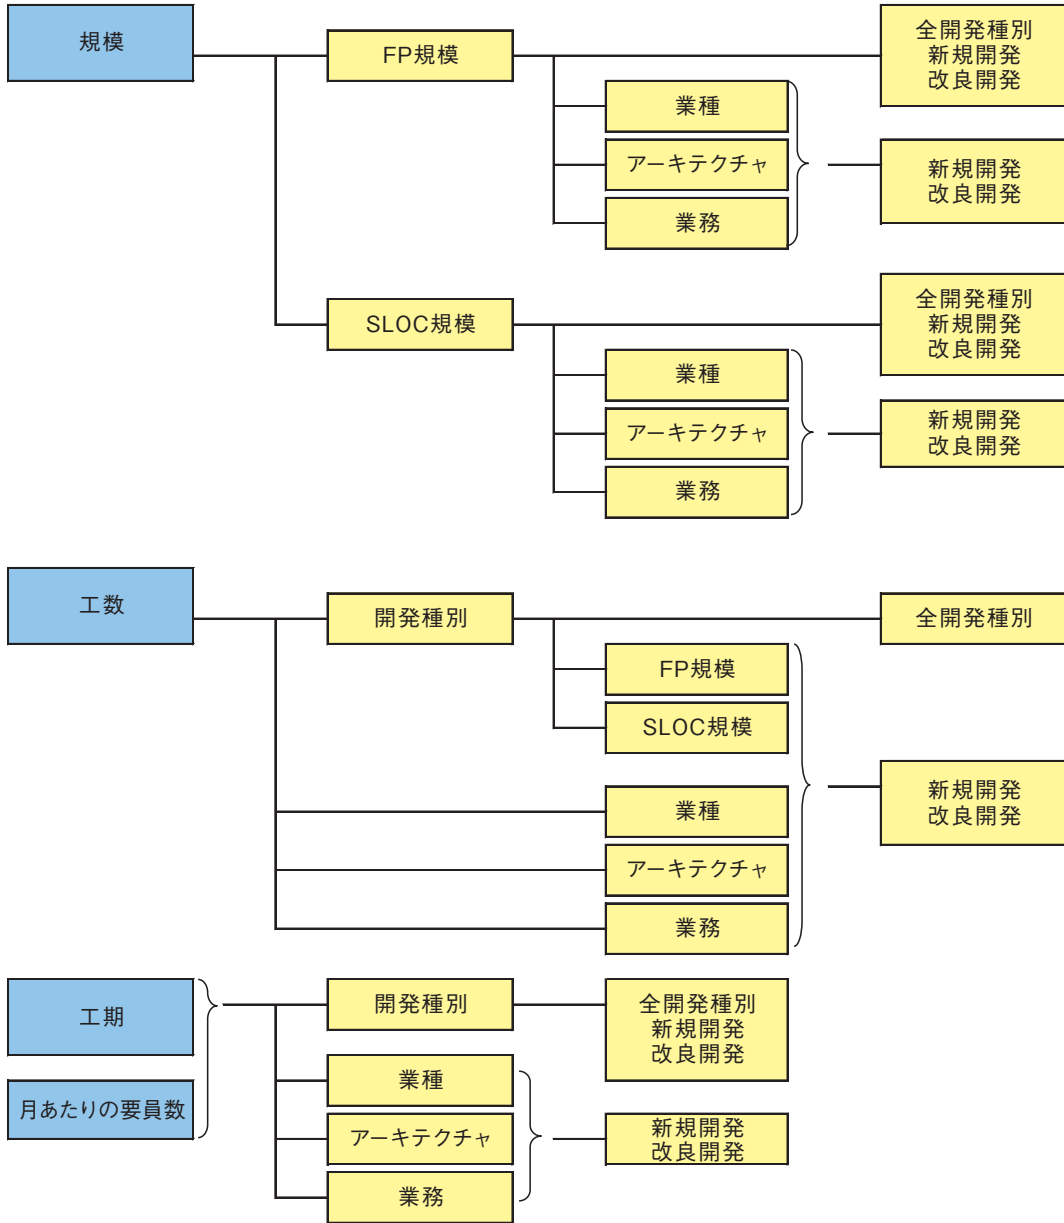 規模
FP規模
全開発種別
新規開発
改良開発
業種
アーキテクチャ
業務
新規開発
改良開発
SLOC規模
全開発種別
新規開発
改良開発
業種
アーキテクチャ
業務
新規開発
改良開発
工数
開発種別
全開発種別
FP規模
SLOC規模
業種
アーキテクチャ
業務
新規開発
改良開発
工期
月あたりの要員数
開発種別
全開発種別
新規開発
改良開発
業種
アーキテクチャ
業務
新規開発
改良開発